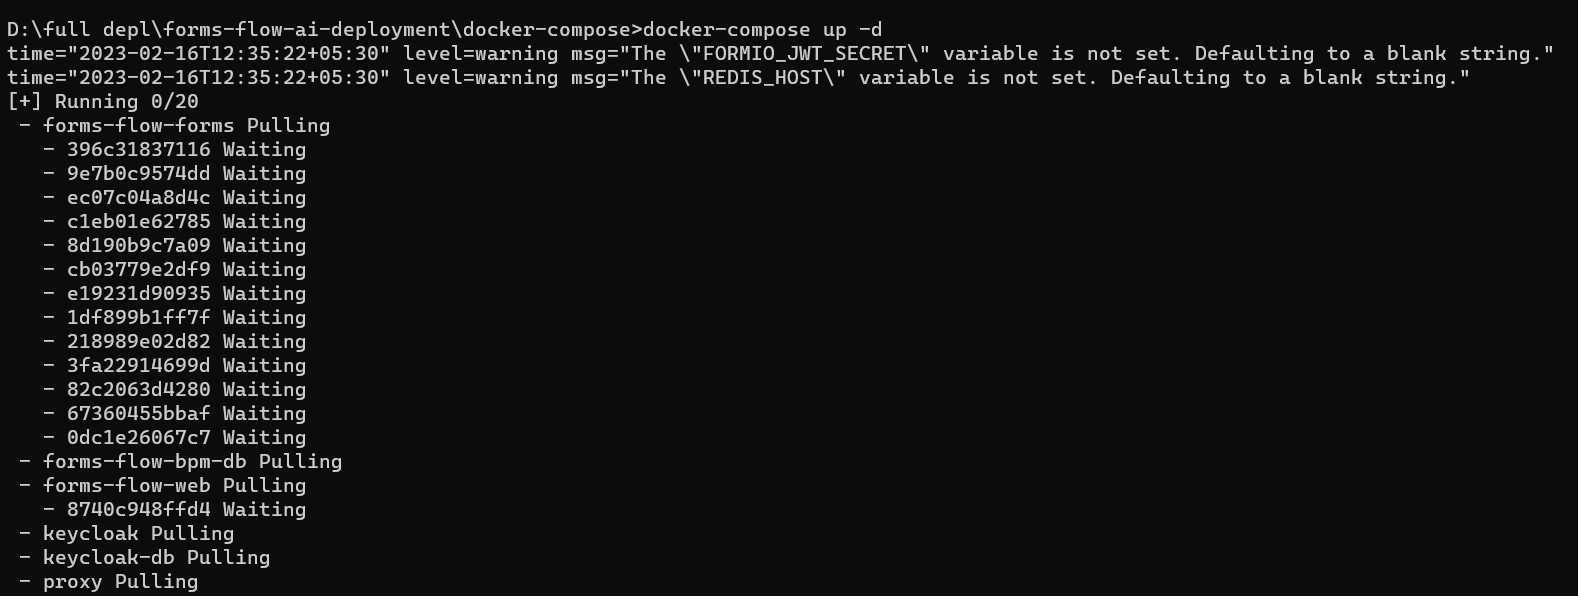 D:\full depl\forms-flow-ai-deployment\docker-compose>docker-compose up -d
time="2023-02-16T12:35:22+05:30" level=warning msg="The \"FORMIO_JWT_SECRET\" variable is not set. Defaulting to a blank string."
time="2023-02-16T12:35:22+05:30" level=warning msg="The \"REDIS_HOST\" variable is not set. Defaulting to a blank string."
[+] Running 0/20
 - forms-flow-forms Pulling
   - 396c31837116 Waiting
   - 9e7b0c9574dd Waiting
   - ec07c04a8d4c Waiting
   - c1eb01e62785 Waiting
   - 8d190b9c7a09 Waiting
   - cb03779e2df9 Waiting
   - e19231d90935 Waiting
   - 1df899b1ff7f Waiting
   - 218989e02d82 Waiting
   - 3fa22914699d Waiting
   - 82c2063d4280 Waiting
   - 67360455bbaf Waiting
   - 0dc1e26067c7 Waiting
 - forms-flow-bpm-db Pulling
 - forms-flow-web Pulling
   - 8740c948ffd4 Waiting
 - keycloak Pulling
 - keycloak-db Pulling
 - proxy Pulling